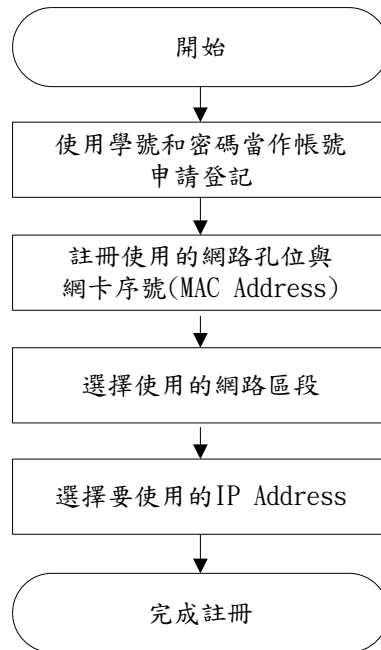 開始
使用學號和密碼當作帳號
申請登記
註冊使用的網路孔位與
網卡序號(MAC Address)
選擇使用的網路區段
選擇要使用的IP Address
完成註冊